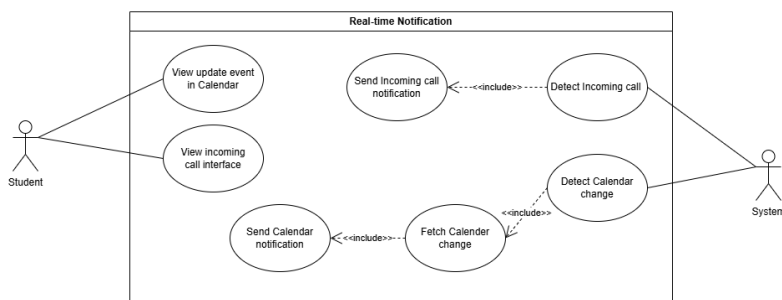 Real-time Notification
View update event
in Calendar
Send Incoming call
notification
<<include>>
Detect Incoming call
View incoming
call interface
Student
Detect Calendar
change
System
<<include>>
Send Calendar
notification
<<include>>
Fetch Calender
change